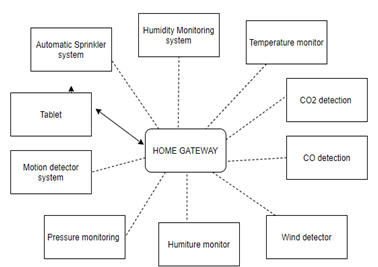 Humidity Monitoring
system
Automatic Sprinkler
system
Temperature monitor
CO2 detection
Tablet
HOME GATEWAY
CO detection
Motion detector
system
Pressure monitoring
Humiture monitor
Wind detector